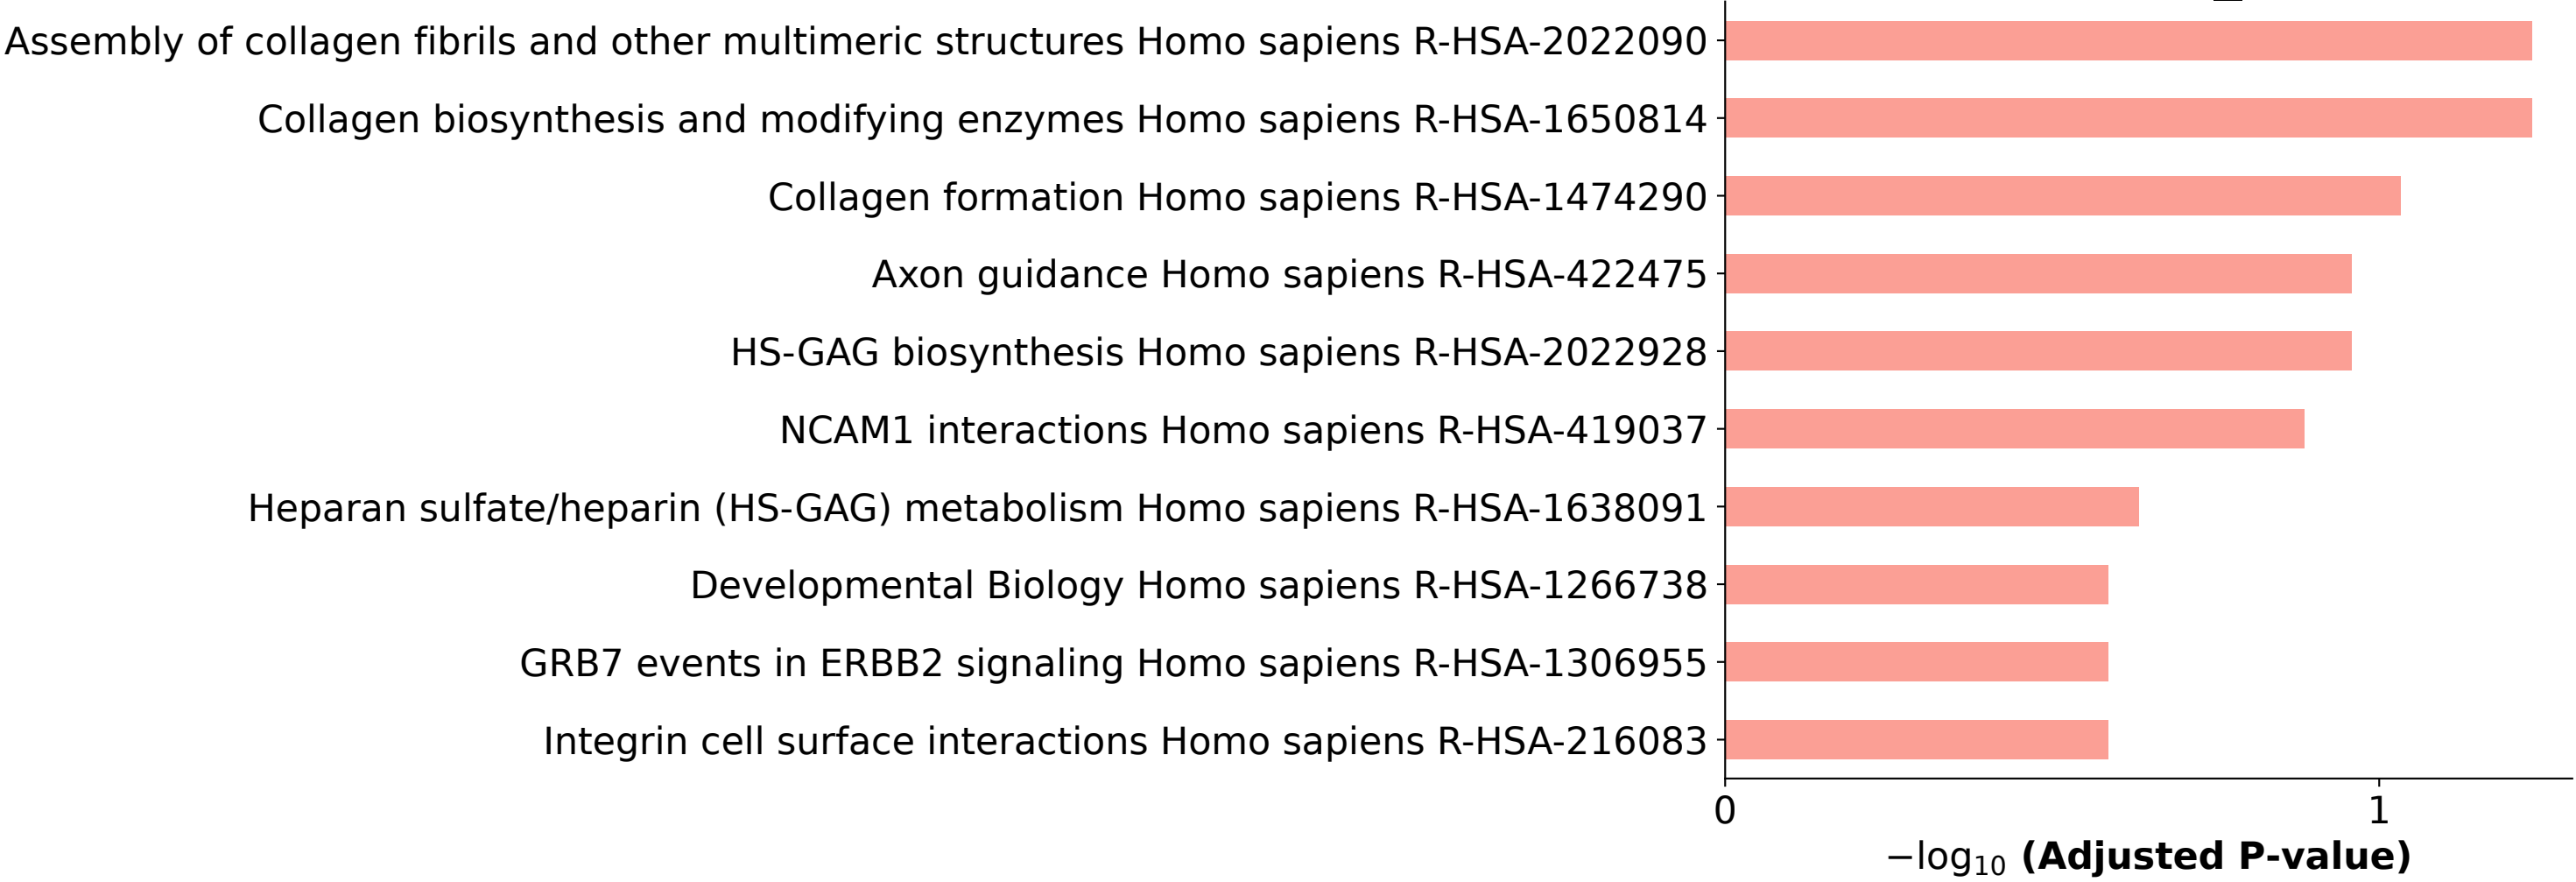 Assembly of collagen fibrils and other multimeric structures Homo sapiens R-HSA-2022090
Collagen biosynthesis and modifying enzymes Homo sapiens R-HSA-1650814
Collagen formation Homo sapiens R-HSA-1474290
Axon guidance Homo sapiens R-HSA-422475
HS-GAG biosynthesis Homo sapiens R-HSA-2022928
NCAM1 interactions Homo sapiens R-HSA-419037
Heparan sulfate/heparin (HS-GAG) metabolism Homo sapiens R-HSA-1638091
Developmental Biology Homo sapiens R-HSA-1266738
GRB7 events in ERBB2 signaling Homo sapiens R-HSA-1306955
Integrin cell surface interactions Homo sapiens R-HSA-216083
0 1
−log₁₀ (Adjusted P-value)